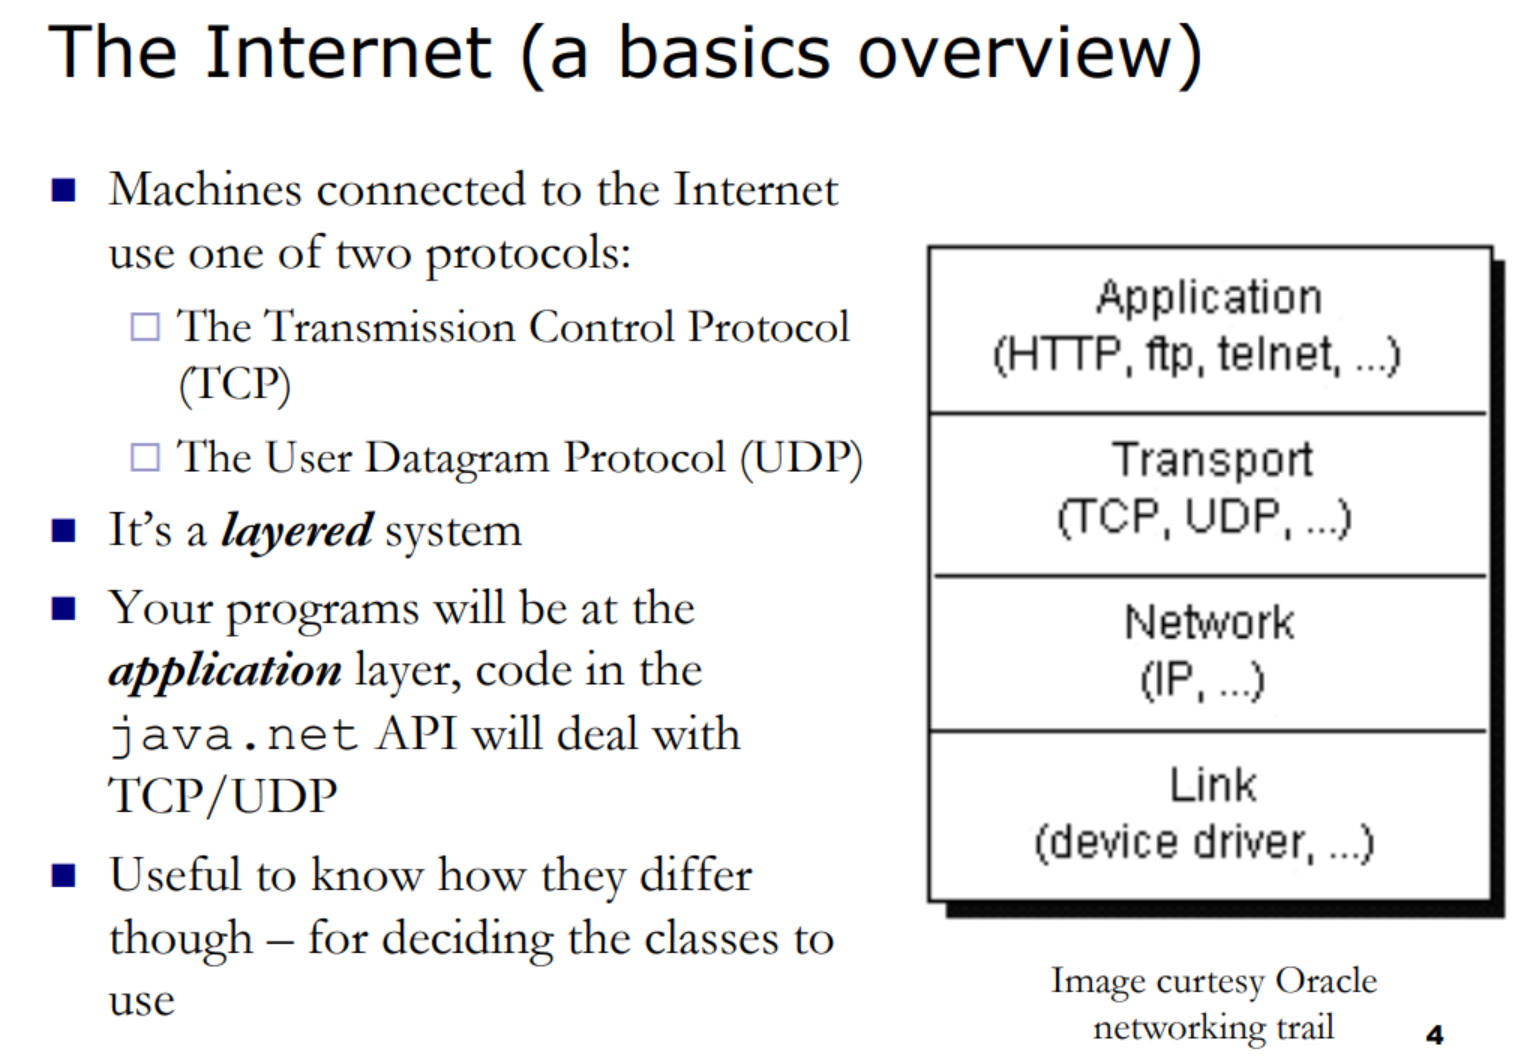 The Internet (a basics overview)
Machines connected to the Internet
use one of two protocols:
The Transmission Control Protocol
(TCP)
The User Datagram Protocol (UDP)
It's a layered system
Your programs will be at the
application layer, code in the
java.net API will deal with
TCP/UDP
Useful to know how they differ
though – for deciding the classes to
use
Application
(HTTP, ftp, telnet, ...)
Transport
(TCP, UDP, ...)
Network
(IP, ...)
Link
(device driver, ...)
Image curtesy Oracle
networking trail
4